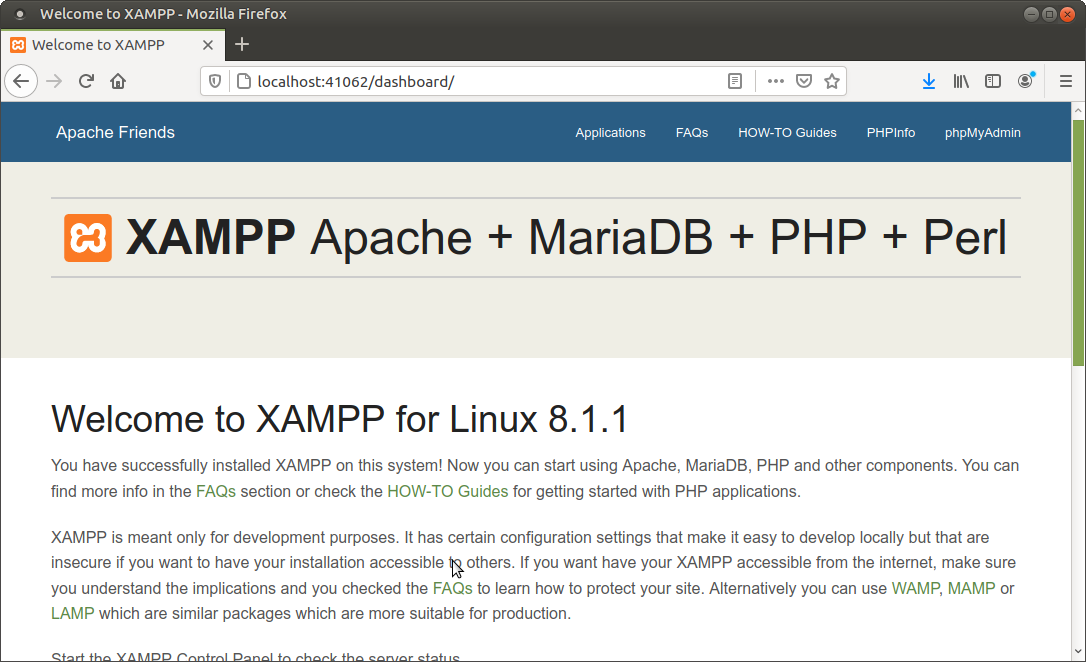 Welcome to XAMPP - Mozilla Firefox
Welcome to XAMPP
localhost:41062/dashboard/
Apache Friends Applications FAQs HOW-TO Guides PHPInfo phpMyAdmin
XAMPP Apache + MariaDB + PHP + Perl
Welcome to XAMPP for Linux 8.1.1
You have successfully installed XAMPP on this system! Now you can start using Apache, MariaDB, PHP and other components. You can
find more info in the FAQs section or check the HOW-TO Guides for getting started with PHP applications.
XAMPP is meant only for development purposes. It has certain configuration settings that make it easy to develop locally but that are
insecure if you want to have your installation accessible to others. If you want have your XAMPP accessible from the internet, make sure
you understand the implications and you checked the FAQs to learn how to protect your site. Alternatively you can use WAMP, MAMP or
LAMP which are similar packages which are more suitable for production.
Start the XAMPP Control Panel to check the server status.